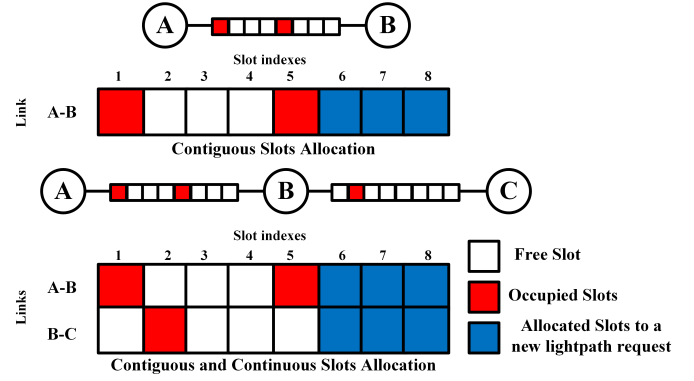 A B
Slot indexes
1 2 3 4 5 6 7 8
Link
A-B
Contiguous Slots Allocation
A B C
Slot indexes
1 2 3 4 5 6 7 8
Links
A-B
B-C
Contiguous and Continuous Slots Allocation
Free Slot
Occupied Slots
Allocated Slots to a
new lightpath request